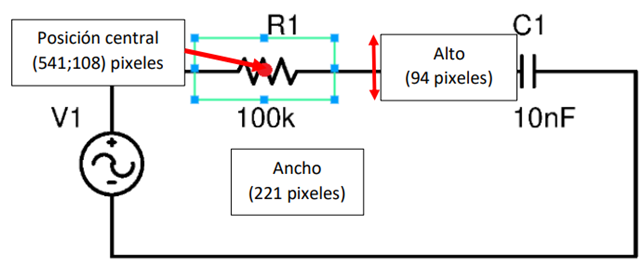 Posición central
(541;108) pixeles
R1
Alto
(94 pixeles)
C1
V1
100k
10nF
Ancho
(221 pixeles)